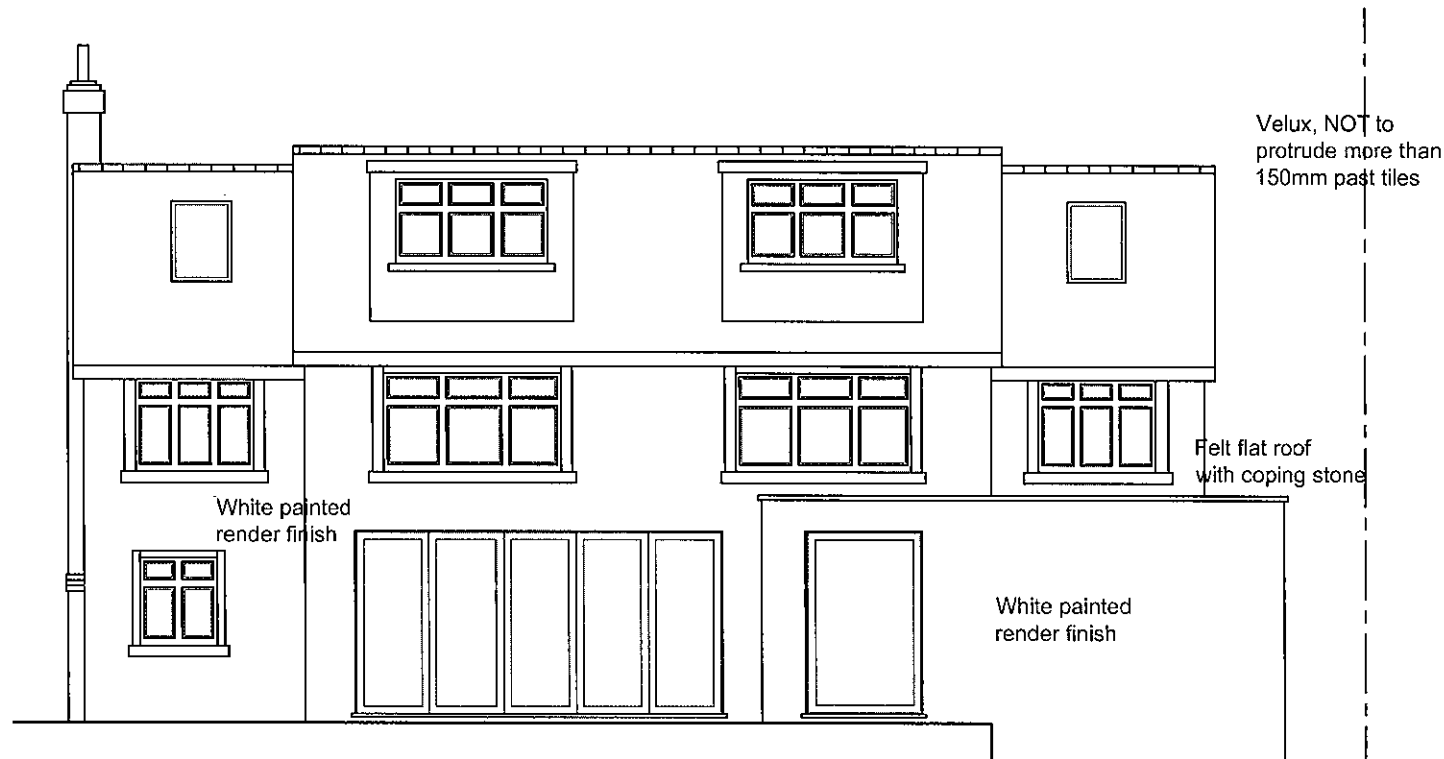 Velux, NOT to
protrude more than
150mm past tiles
Felt flat roof
with coping stone
White painted
render finish
White painted
render finish